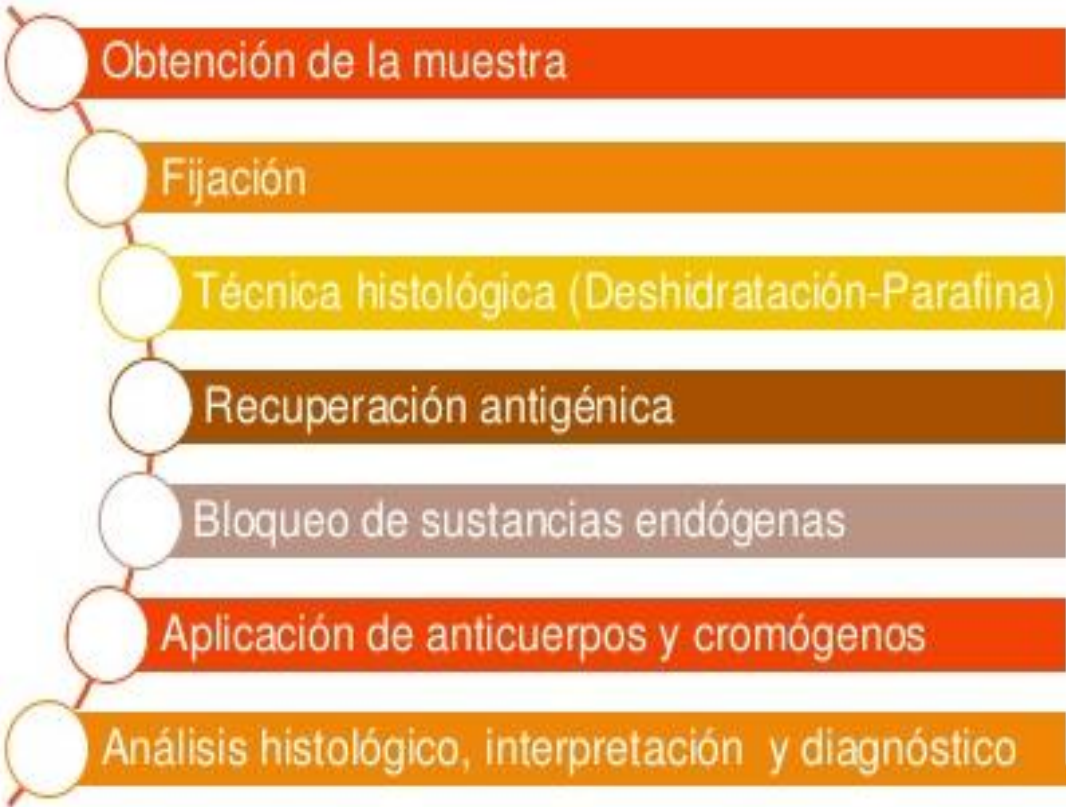 Obtención de la muestra
Fijación
Técnica histológica (Deshidratación-Parafina)
Recuperación antigénica
Bloqueo de sustancias endógenas
Aplicación de anticuerpos y cromógenos
Análisis histológico, interpretación y diagnóstico